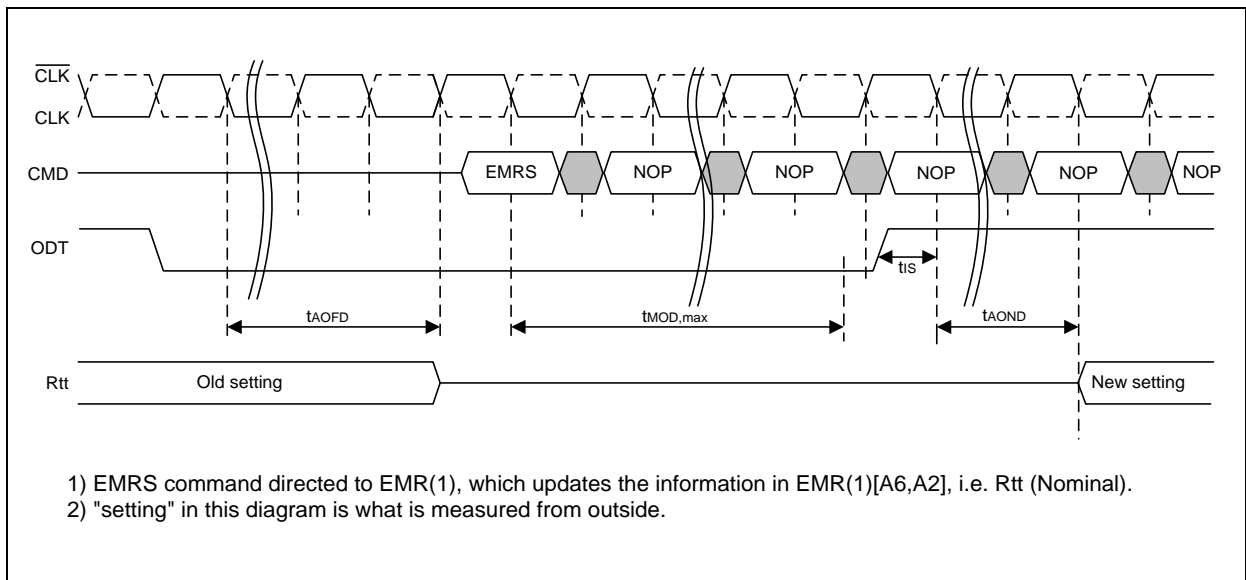 CLK
CLK
CMD
EMRS
NOP
NOP
NOP
NOP
NOP
ODT
tIS
tAOFD
tMOD,max
tAOND
Rtt
Old setting
New setting
1) EMRS command directed to EMR(1), which updates the information in EMR(1)[A6,A2], i.e. Rtt (Nominal).
2) "setting" in this diagram is what is measured from outside.